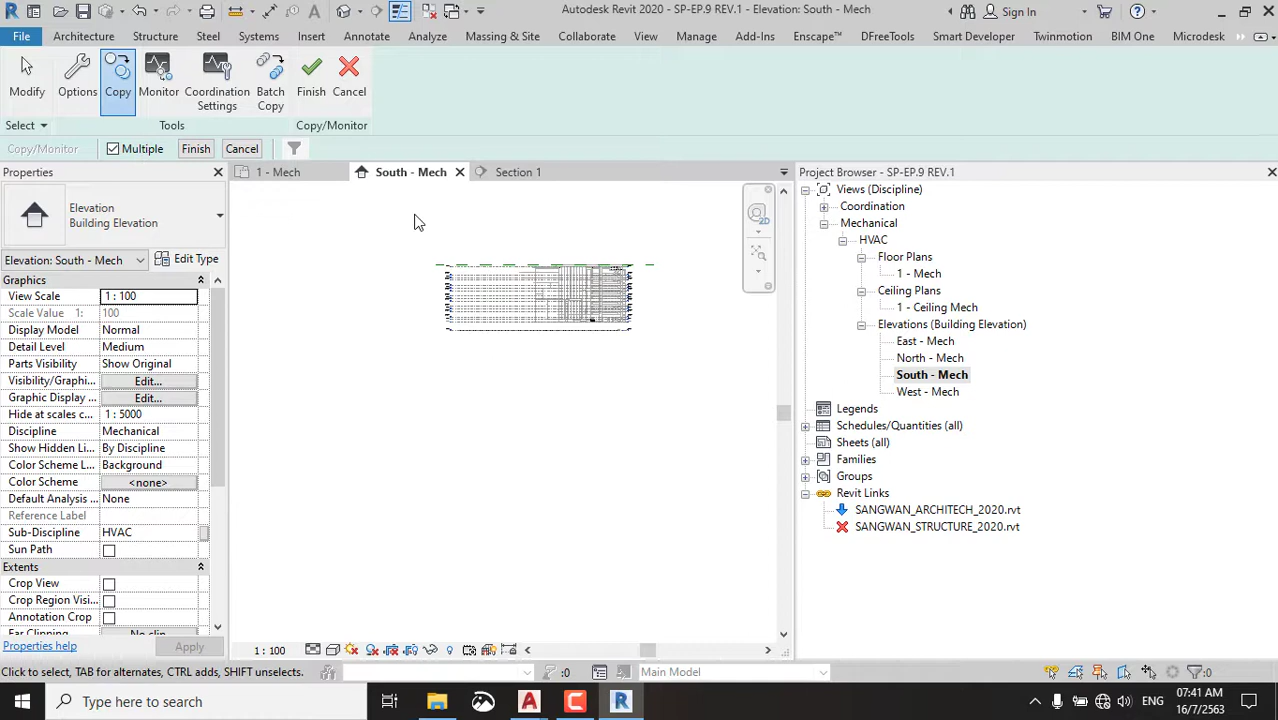 Autodesk Revit 2020 - SP-EP.9 REV.1 - Elevation: South - Mech
Sign In
File Architecture Structure Steel Systems Insert Annotate Analyze Massing & Site Collaborate View Manage Add-Ins Enscape™ DFreeTools Smart Developer Twinmotion BIM One Microdesk
Modify Options Copy Monitor Coordination Settings Batch Copy Finish Cancel
Select Tools Copy/Monitor
Copy/Monitor Multiple Finish Cancel
Properties
1 - Mech South - Mech Section 1
Project Browser - SP-EP.9 REV.1
Elevation
Building Elevation
Elevation: South - Mech Edit Type
Graphics
View Scale 1 : 100
Scale Value 1: 100
Display Model Normal
Detail Level Medium
Parts Visibility Show Original
Visibility/Graphi... Edit...
Graphic Display ... Edit...
Hide at scales c... 1 : 5000
Discipline Mechanical
Show Hidden Li... By Discipline
Color Scheme L... Background
Color Scheme <none>
Default Analysis ... None
Reference Label
Sub-Discipline HVAC
Sun Path
Extents
Crop View
Crop Region Visi...
Annotation Crop
Far Clipping No clip
Properties help Apply
2D
Views (Discipline)
Coordination
Mechanical
HVAC
Floor Plans
1 - Mech
Ceiling Plans
1 - Ceiling Mech
Elevations (Building Elevation)
East - Mech
North - Mech
South - Mech
West - Mech
Legends
Schedules/Quantities (all)
Sheets (all)
Families
Groups
Revit Links
SANGWAN_ARCHITECH_2020.rvt
SANGWAN_STRUCTURE_2020.rvt
1 : 100
Click to select, TAB for alternates, CTRL adds, SHIFT unselects. :0 Main Model :0
Type here to search
ENG
07:41 AM
16/7/2563